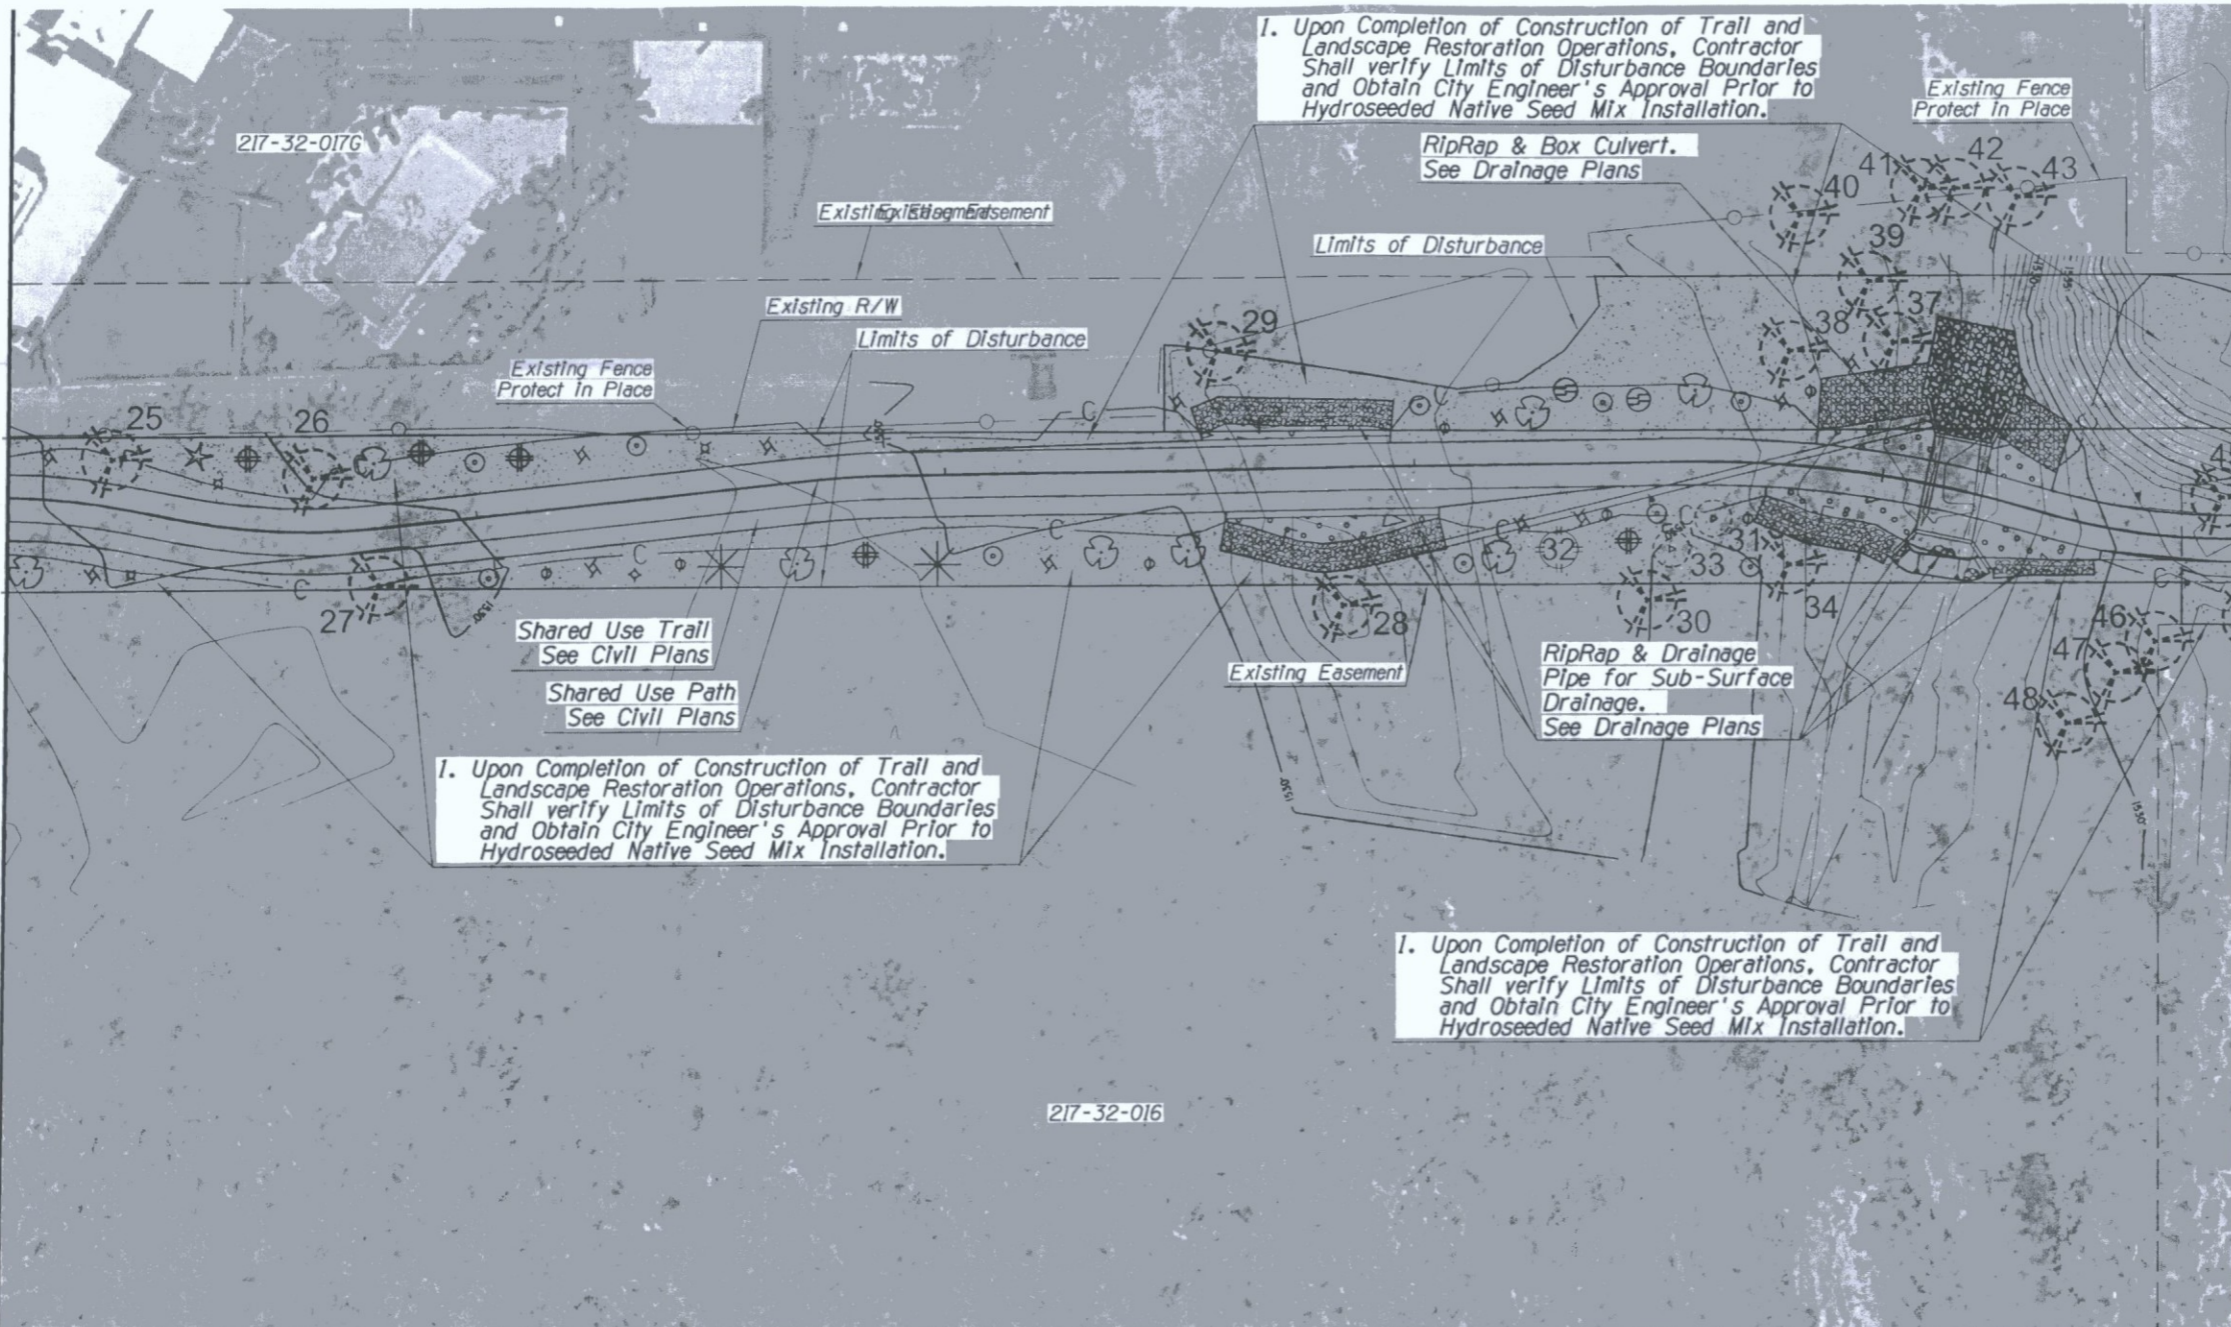 1. Upon Completion of Construction of Trail and
Landscape Restoration Operations, Contractor
Shall verify Limits of Disturbance Boundaries
and Obtain City Engineer's Approval Prior to
Hydroseeded Native Seed Mix Installation.
Existing Fence
Protect in Place
217-32-017G
RipRap & Box Culvert.
See Drainage Plans
41
42
43
40
Existing Easement
Limits of Disturbance
39
Existing R/W
Limits of Disturbance
29
38
37
Existing Fence
Protect in Place
25
26
C
C
C
C
C
C
C
C
C
32
31
33
27
28
30
34
46
47
48
1530
Shared Use Trail
See Civil Plans
Shared Use Path
See Civil Plans
Existing Easement
RipRap & Drainage
Pipe for Sub-Surface
Drainage.
See Drainage Plans
1. Upon Completion of Construction of Trail and
Landscape Restoration Operations, Contractor
Shall verify Limits of Disturbance Boundaries
and Obtain City Engineer's Approval Prior to
Hydroseeded Native Seed Mix Installation.
1530
1530
1. Upon Completion of Construction of Trail and
Landscape Restoration Operations, Contractor
Shall verify Limits of Disturbance Boundaries
and Obtain City Engineer's Approval Prior to
Hydroseeded Native Seed Mix Installation.
217-32-016